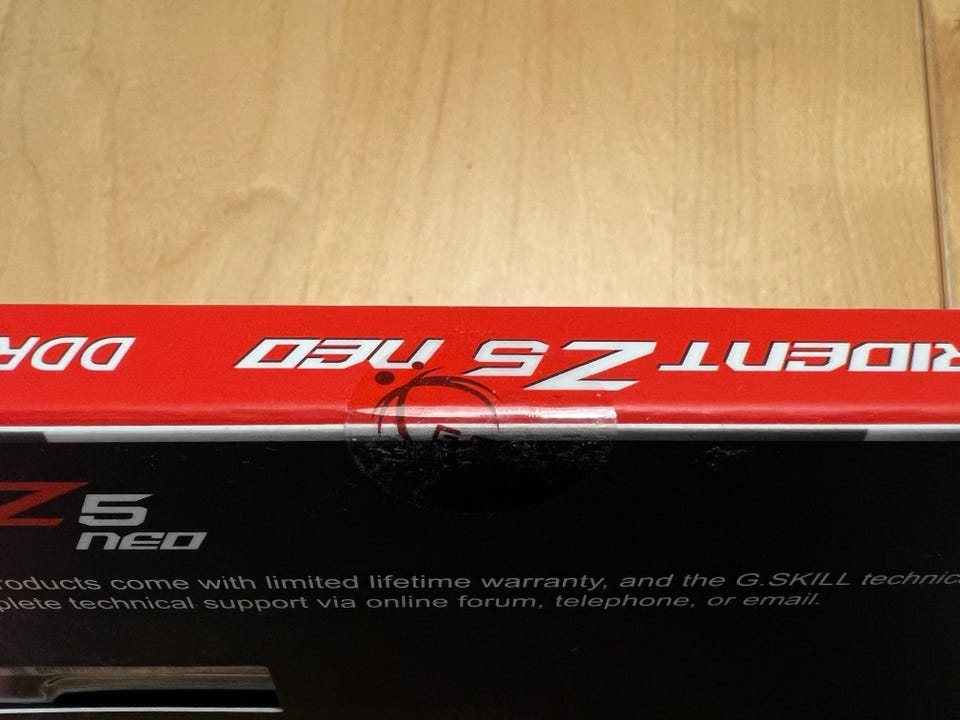 RIDENT Z5 neo DDR
Z5
neo
roducts come with limited lifetime warranty, and the G.SKILL technic
plete technical support via online forum, telephone, or email.